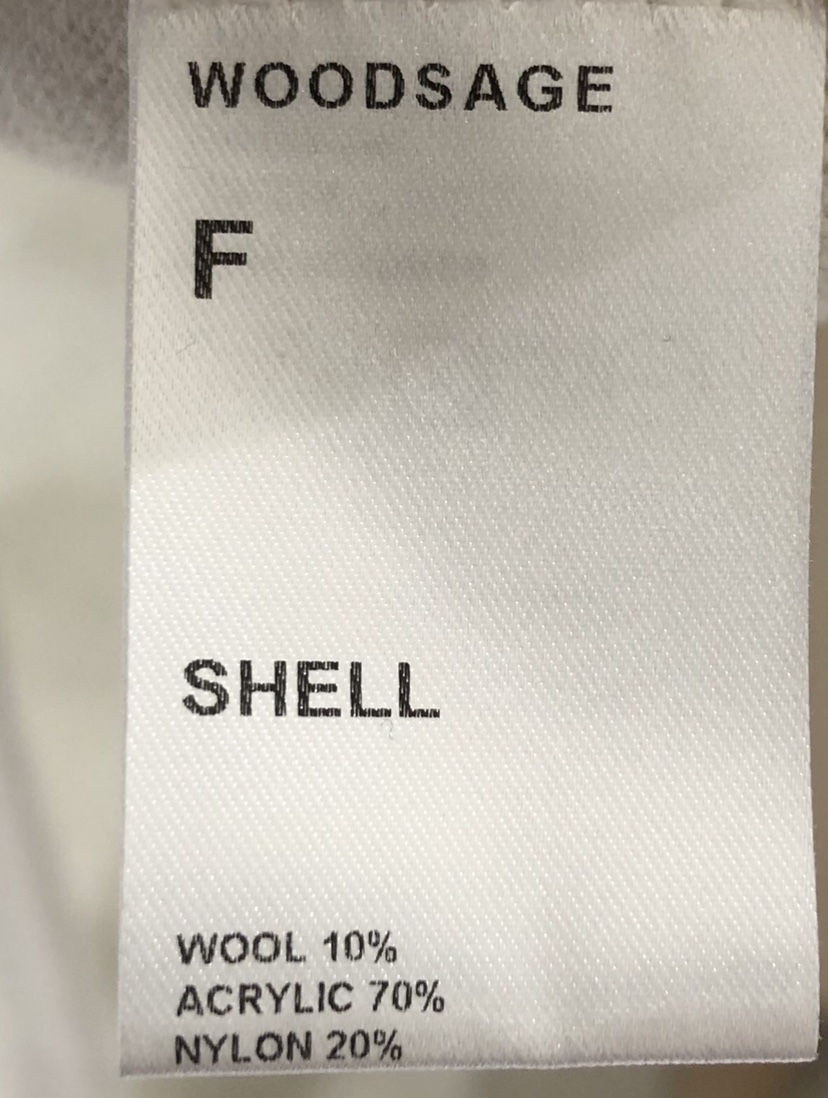 WOODSAGE
F
SHELL
WOOL 10%
ACRYLIC 70%
NYLON 20%